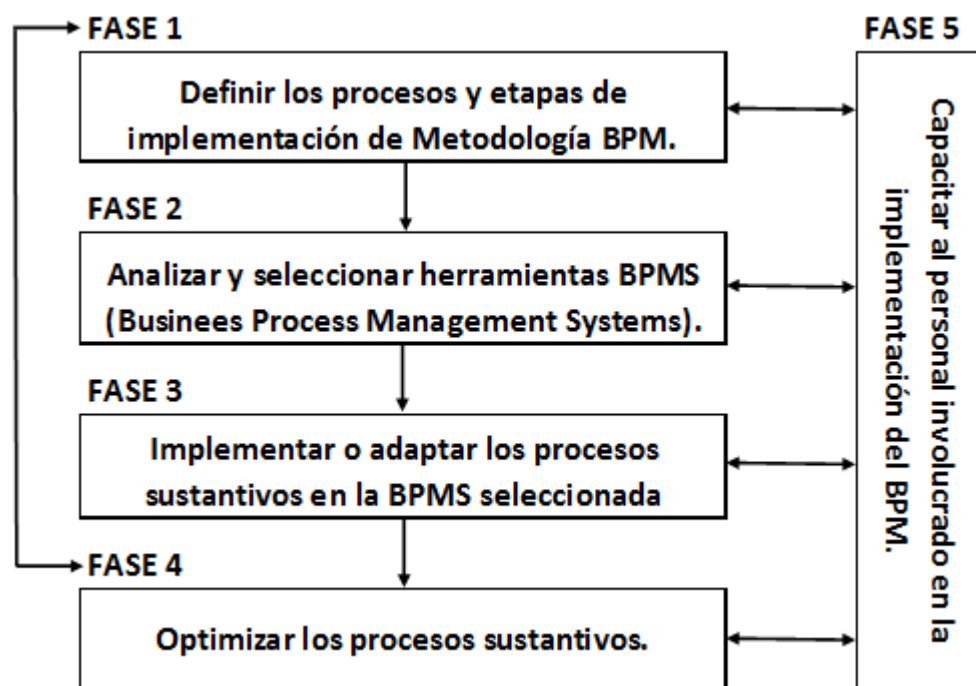 FASE 1
Definir los procesos y etapas de
implementación de Metodología BPM.
FASE 2
Analizar y seleccionar herramientas BPMS
(Businees Process Management Systems).
FASE 3
Implementar o adaptar los procesos
sustantivos en la BPMS seleccionada
FASE 4
Optimizar los procesos sustantivos.
FASE 5
Capacitar al personal involucrado en la
implementación del BPM.